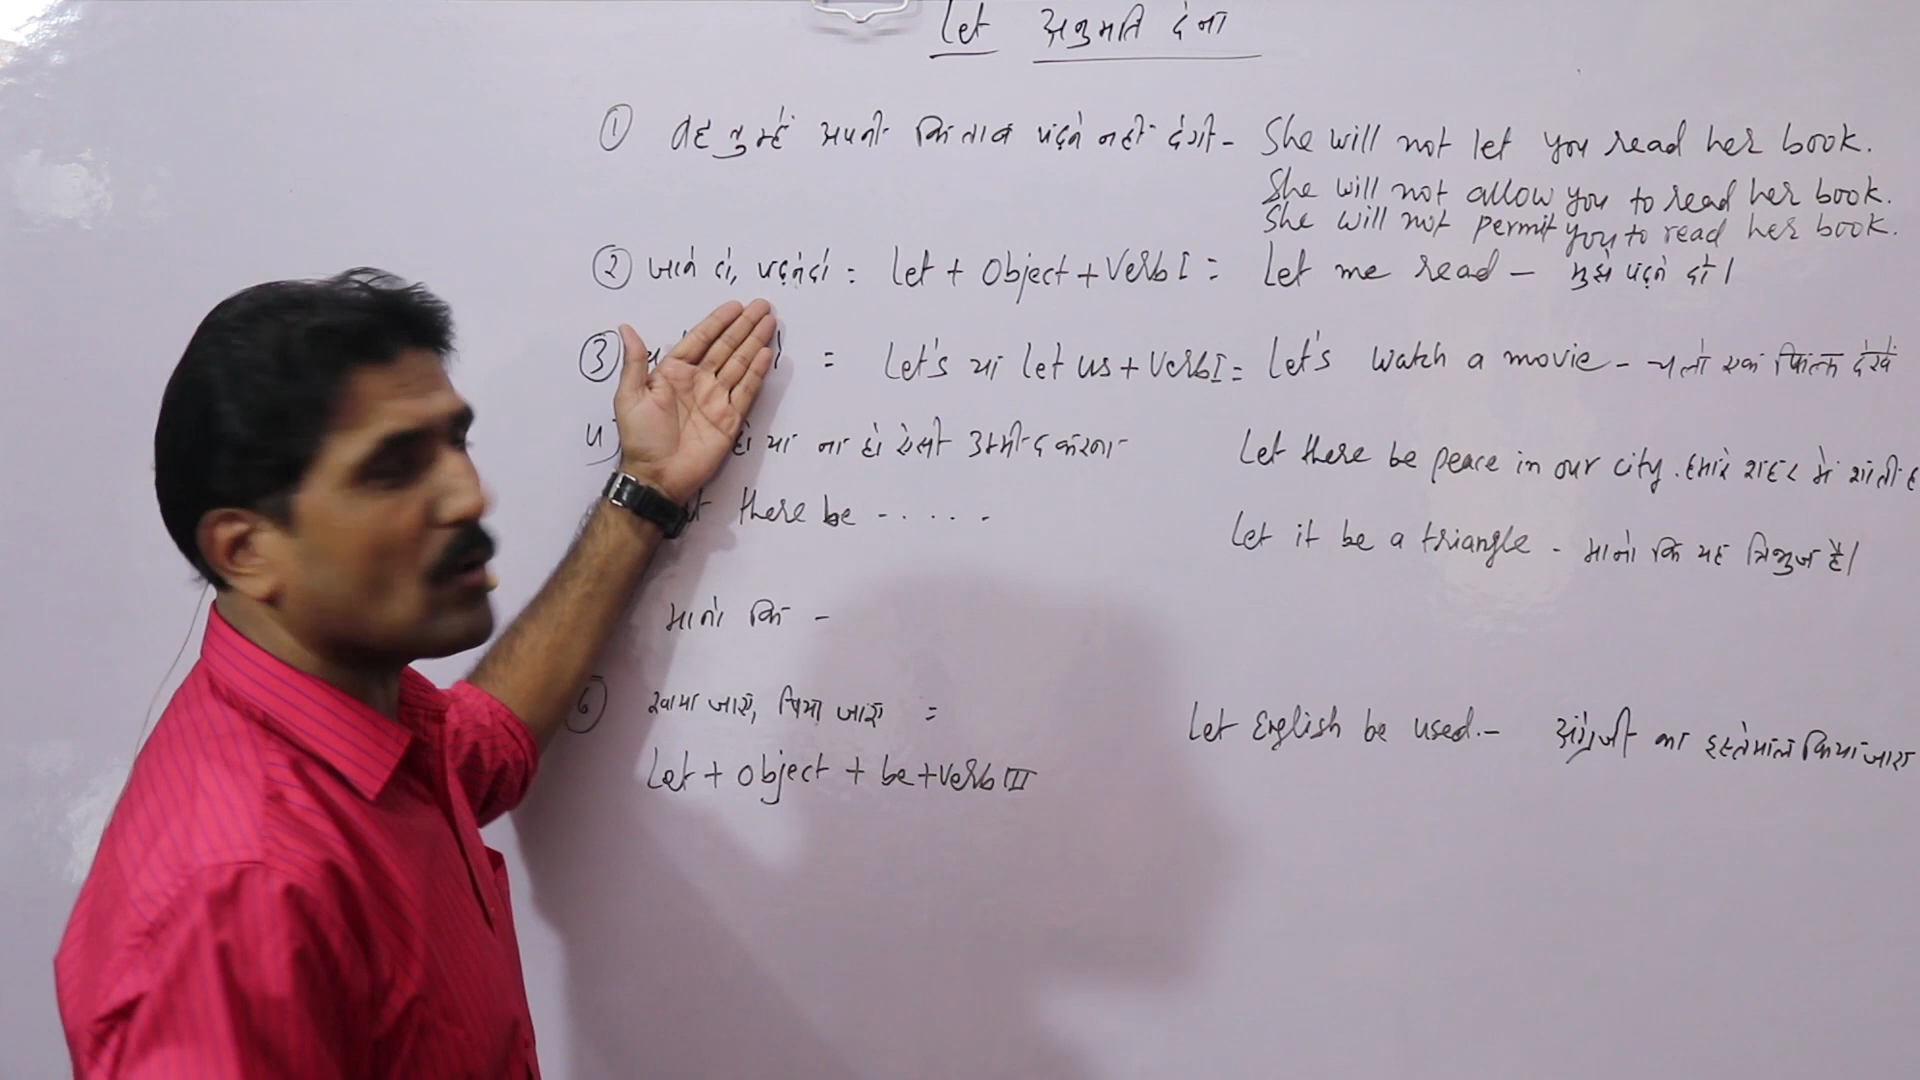 Let अनुमति देना
① वह तुम्हें अपनी किताब पढ़ने नहीं देगी - She will not let you read her book.
She will not allow you to read her book.
She will not permit you to read her book.
② खाने दो, पढ़ने दो = Let + Object + Verb I = Let me read - मुझे पढ़ने दो।
③ = Let's या let us + Verb I = Let's watch a movie - चलो एक फिल्म देखें
हो या ना हो ऐसी उम्मीद करना Let there be peace in our city. हमारे शहर में शांती
there be - . . . . . Let it be a triangle - मानो कि यह त्रिभुज है।
मानो कि -
⑥ खाया जाए, पिया जाए = Let English be used. - अंग्रेजी का इस्तेमाल किया जाए
Let + object + be + verb III